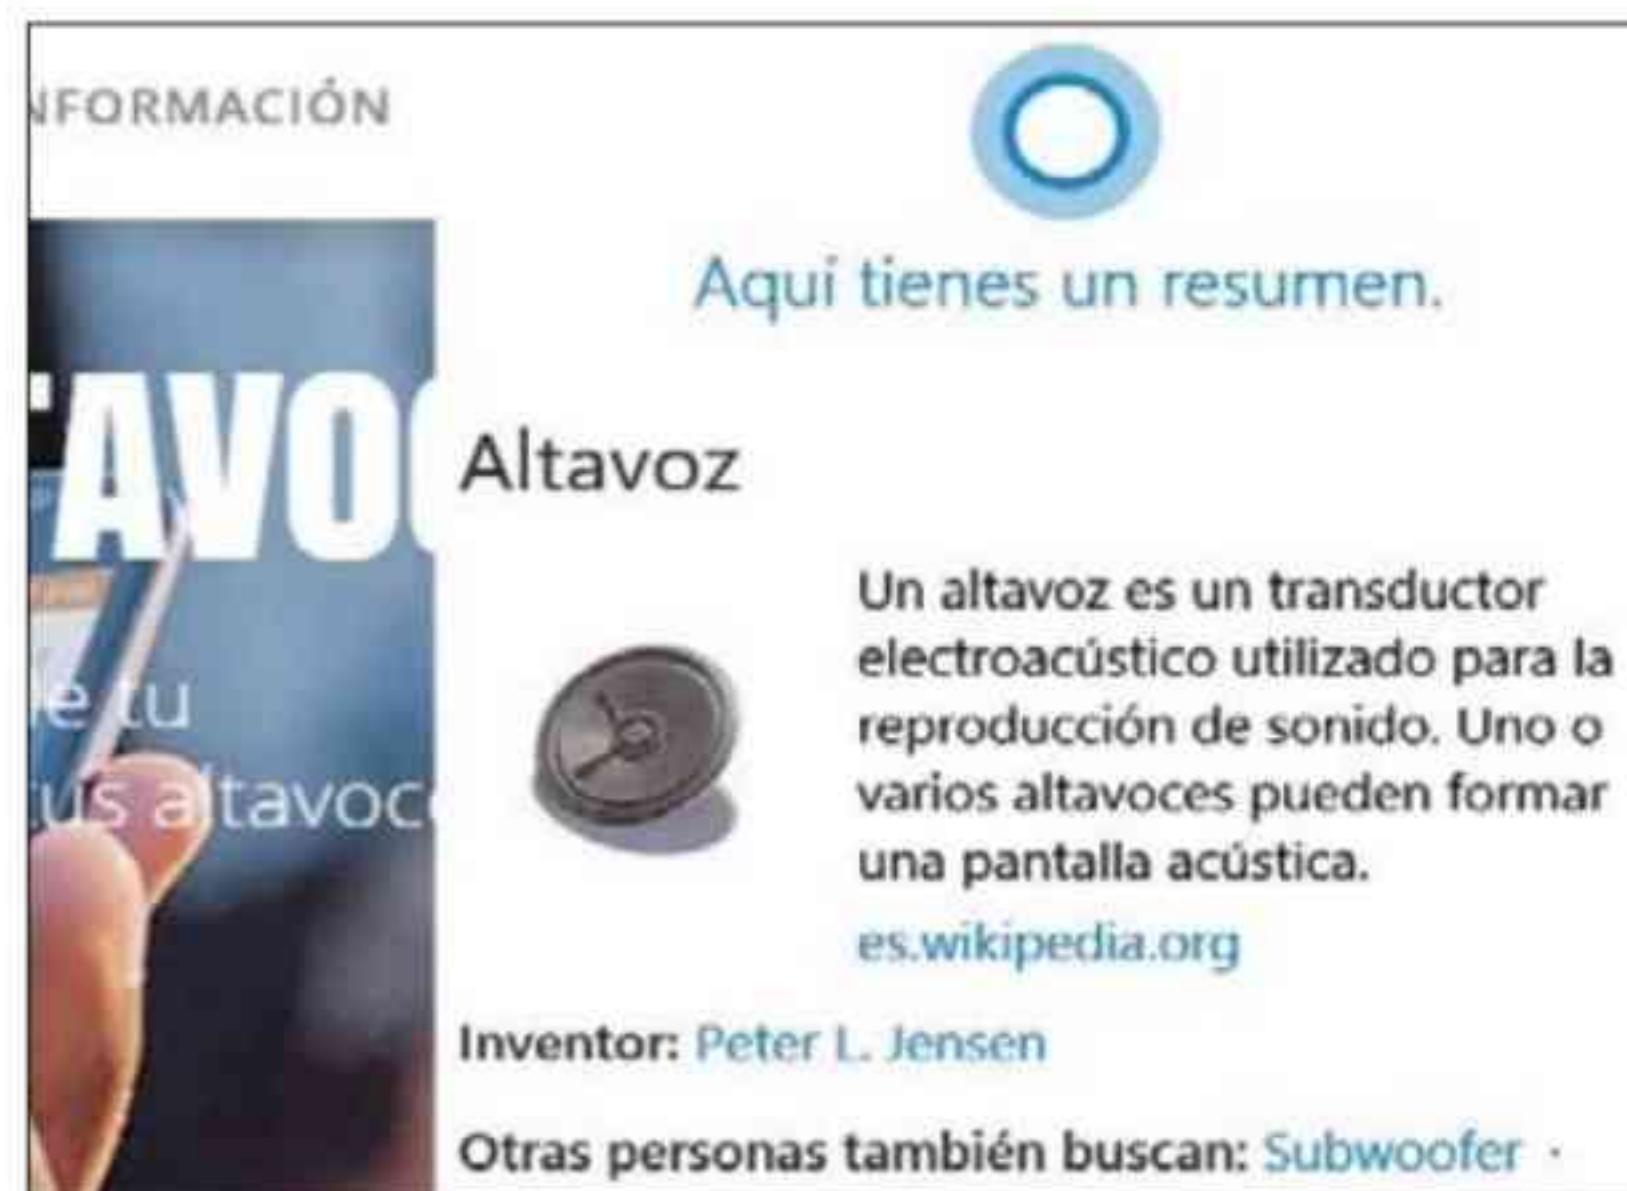 NFORMACIÓN
Aquí tienes un resumen.
TAVOC
e tu
tus altavoc
Altavoz
Un altavoz es un transductor
electroacústico utilizado para la
reproducción de sonido. Uno o
varios altavoces pueden formar
una pantalla acústica.
es.wikipedia.org
Inventor: Peter L. Jensen
Otras personas también buscan: Subwoofer ·